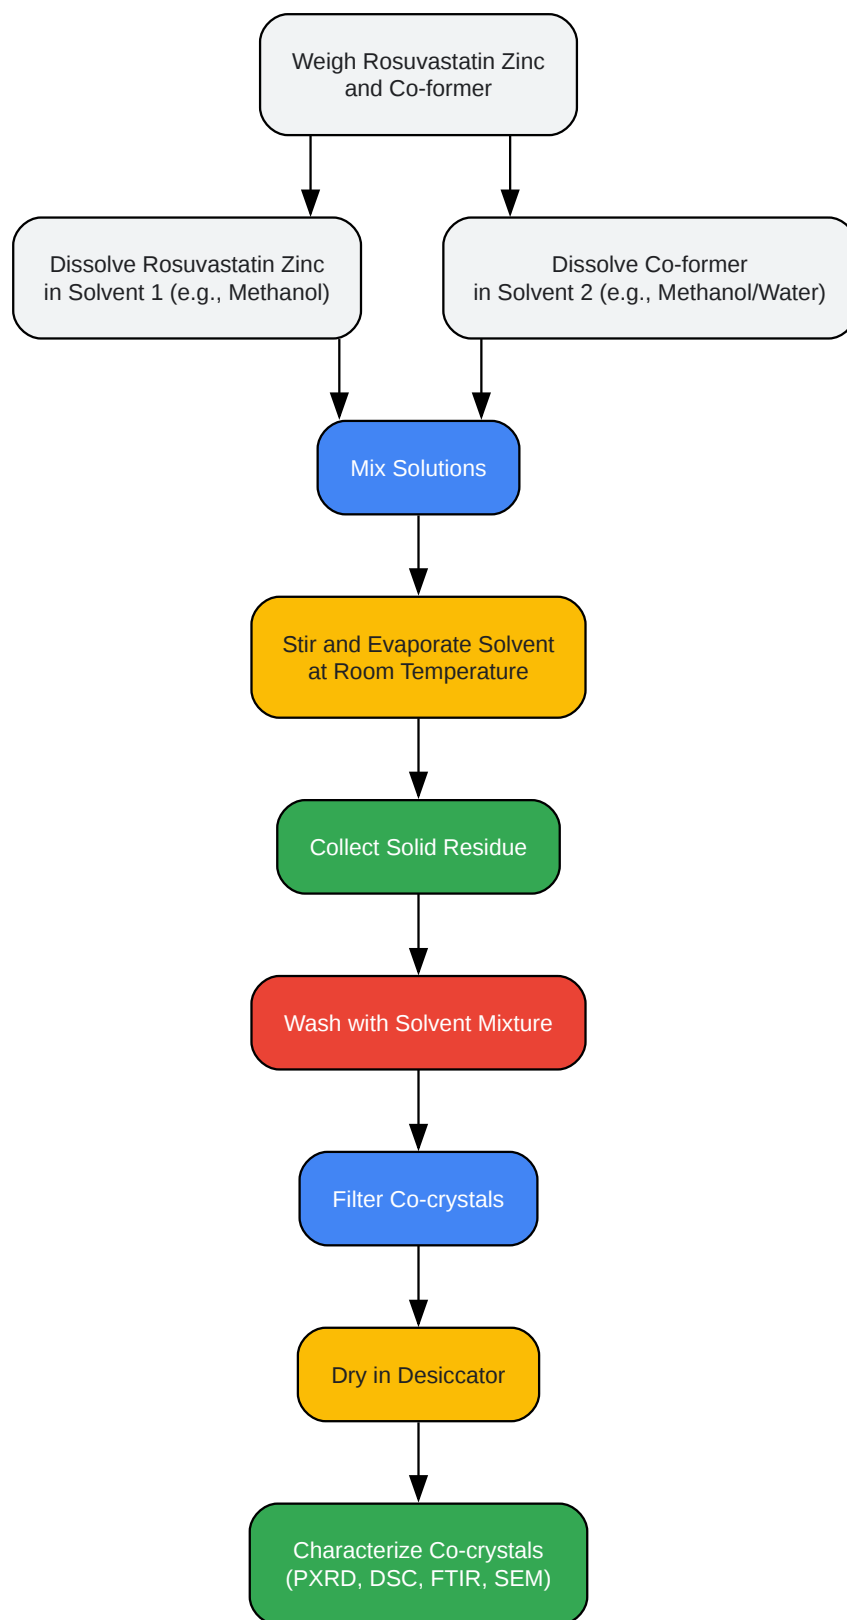 Weigh Rosuvastatin Zinc
and Co-former
Dissolve Rosuvastatin Zinc
in Solvent 1 (e.g., Methanol)
Dissolve Co-former
in Solvent 2 (e.g., Methanol/Water)
Mix Solutions
Stir and Evaporate Solvent
at Room Temperature
Collect Solid Residue
Wash with Solvent Mixture
Filter Co-crystals
Dry in Desiccator
Characterize Co-crystals
(PXRD, DSC, FTIR, SEM)